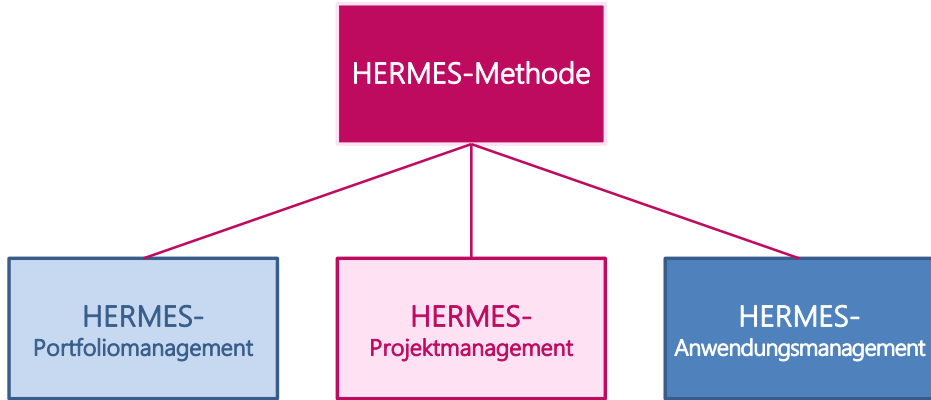 HERMES-Methode
HERMES-
Portfoliomanagement
HERMES-
Projektmanagement
HERMES-
Anwendungsmanagement